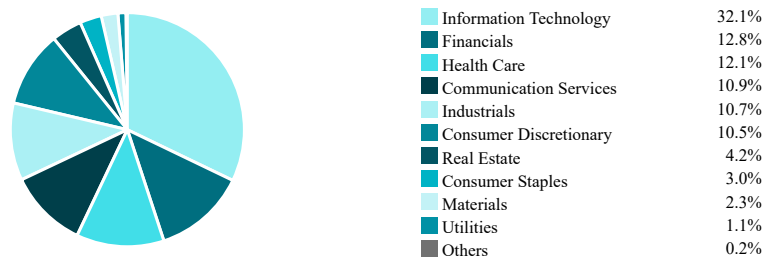 Information Technology 32.1%
Financials 12.8%
Health Care 12.1%
Communication Services 10.9%
Industrials 10.7%
Consumer Discretionary 10.5%
Real Estate 4.2%
Consumer Staples 3.0%
Materials 2.3%
Utilities 1.1%
Others 0.2%